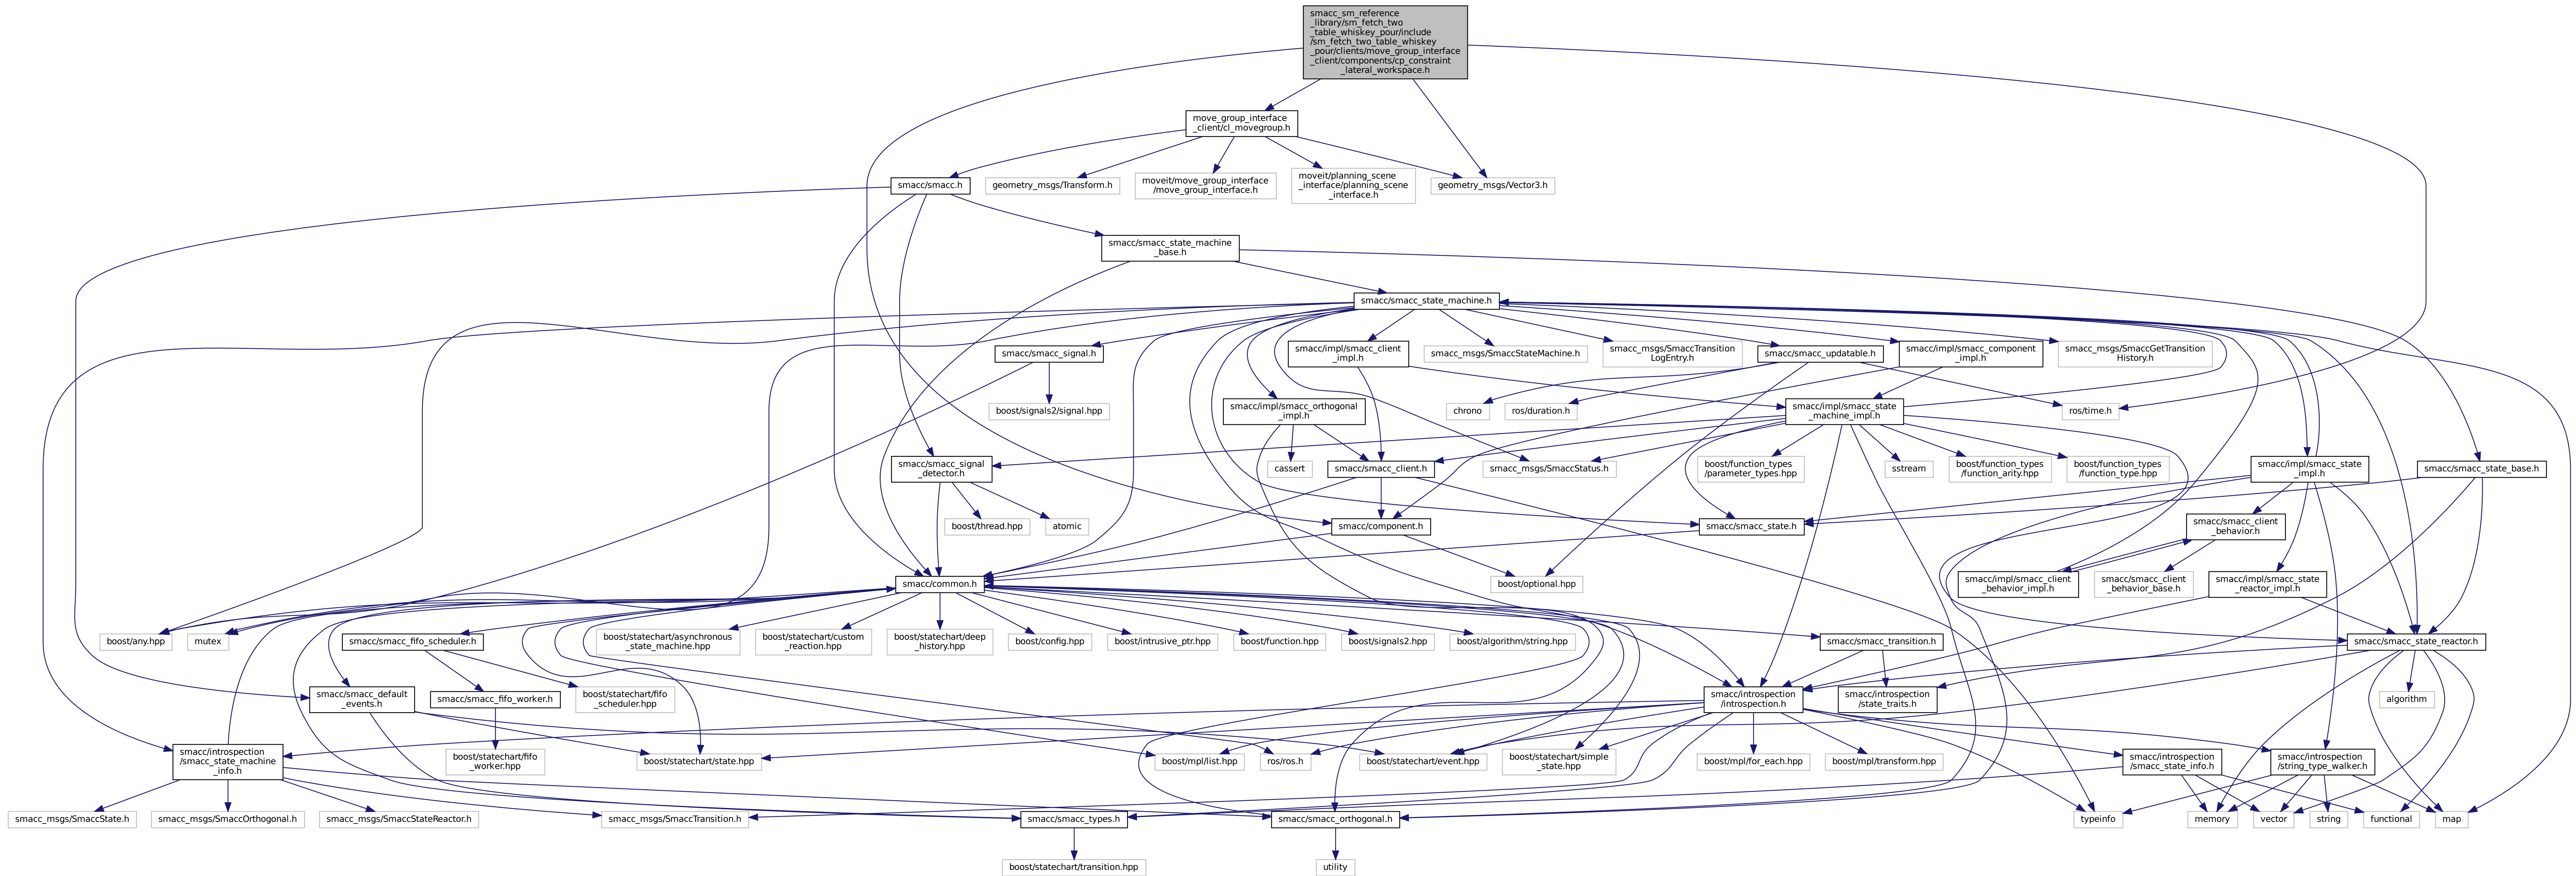 smacc_sm_reference
_library/sm_fetch_two
_table_whiskey_pour/include
/sm_fetch_two_table_whiskey
_pour/clients/move_group_interface
_client/components/cp_constraint
_lateral_workspace.h
move_group_interface
_client/cl_movegroup.h
smacc/smacc.h
geometry_msgs/Transform.h
moveit/move_group_interface
/move_group_interface.h
moveit/planning_scene
_interface/planning_scene
_interface.h
geometry_msgs/Vector3.h
smacc/smacc_state_machine
_base.h
smacc/smacc_state_machine.h
smacc/smacc_signal.h
smacc/impl/smacc_client
_impl.h
smacc_msgs/SmaccStateMachine.h
smacc_msgs/SmaccTransition
LogEntry.h
smacc/smacc_updatable.h
smacc/impl/smacc_component
_impl.h
smacc_msgs/SmaccGetTransition
History.h
boost/signals2/signal.hpp
smacc/impl/smacc_orthogonal
_impl.h
chrono
ros/duration.h
smacc/impl/smacc_state
_machine_impl.h
ros/time.h
smacc/smacc_signal
_detector.h
cassert
smacc/smacc_client.h
smacc_msgs/SmaccStatus.h
boost/function_types
/parameter_types.hpp
sstream
boost/function_types
/function_arity.hpp
boost/function_types
/function_type.hpp
smacc/impl/smacc_state
_impl.h
smacc/smacc_state_base.h
boost/thread.hpp
atomic
smacc/component.h
smacc/smacc_state.h
smacc/smacc_client
_behavior.h
smacc/common.h
boost/optional.hpp
smacc/impl/smacc_client
_behavior_impl.h
smacc/smacc_client
_behavior_base.h
smacc/impl/smacc_state
_reactor_impl.h
boost/any.hpp
mutex
smacc/smacc_fifo_scheduler.h
boost/statechart/asynchronous
_state_machine.hpp
boost/statechart/custom
_reaction.hpp
boost/statechart/deep
_history.hpp
boost/config.hpp
boost/intrusive_ptr.hpp
boost/function.hpp
boost/signals2.hpp
boost/algorithm/string.hpp
smacc/smacc_transition.h
smacc/smacc_state_reactor.h
smacc/smacc_default
_events.h
smacc/smacc_fifo_worker.h
boost/statechart/fifo
_scheduler.hpp
smacc/introspection
/introspection.h
smacc/introspection
/state_traits.h
algorithm
smacc/introspection
/smacc_state_machine
_info.h
boost/statechart/fifo
_worker.hpp
boost/statechart/state.hpp
boost/mpl/list.hpp
ros/ros.h
boost/statechart/event.hpp
boost/statechart/simple
_state.hpp
boost/mpl/for_each.hpp
boost/mpl/transform.hpp
smacc/introspection
/smacc_state_info.h
smacc/introspection
/string_type_walker.h
smacc_msgs/SmaccState.h
smacc_msgs/SmaccOrthogonal.h
smacc_msgs/SmaccStateReactor.h
smacc_msgs/SmaccTransition.h
smacc/smacc_types.h
smacc/smacc_orthogonal.h
typeinfo
memory
vector
string
functional
map
boost/statechart/transition.hpp
utility